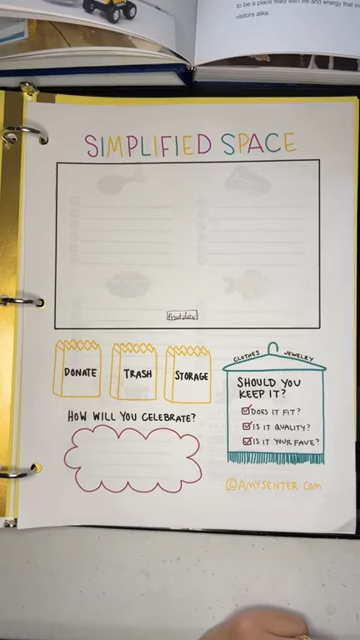 to be a place filled with life and energy that
visitors alike.
SIMPLIFIED SPACE
DONATE
TRASH
STORAGE
CLOTHES
JEWELRY
SHOULD YOU
KEEP IT?
DOES IT FIT?
IS IT QUALITY?
IS IT YOUR FAVE?
HOW WILL YOU CELEBRATE?
©AMYSENTER.COM